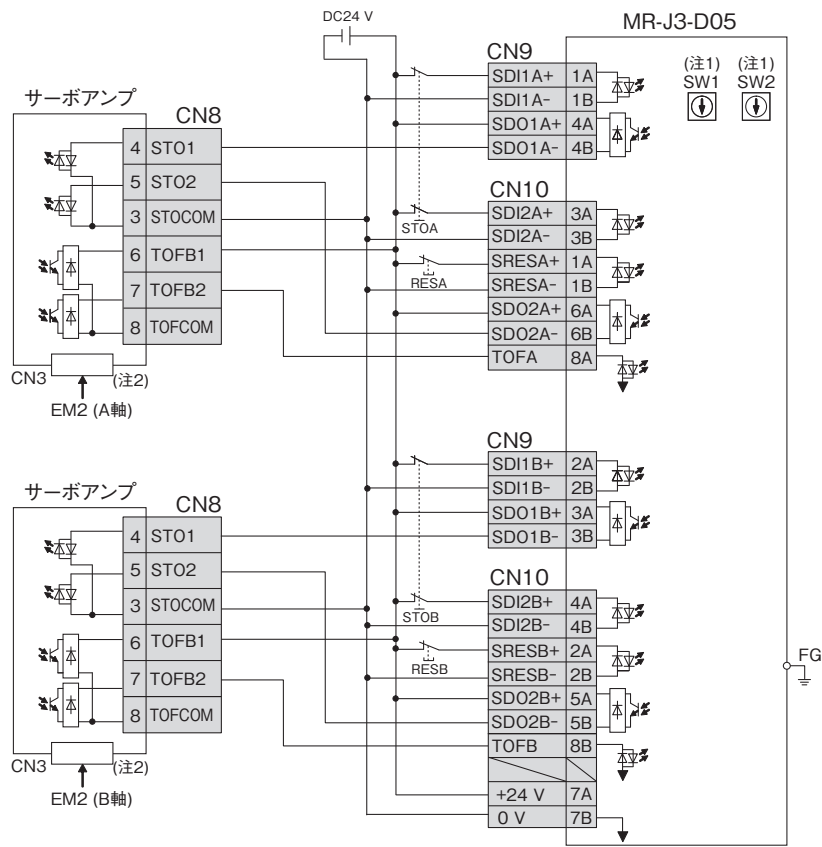 DC24 V
MR-J3-D05
(注1) (注1)
SW1 SW2
CN9
SDI1A+ 1A
SDI1A- 1B
SDO1A+ 4A
SDO1A- 4B
サーボアンプ
CN8
4 STO1
5 STO2
3 STOCOM
6 TOFB1
7 TOFB2
8 TOFCOM
CN3 (注2)
EM2 (A軸)
CN10
STOA
SDI2A+ 3A
SDI2A- 3B
RESA
SRESA+ 1A
SRESA- 1B
SDO2A+ 6A
SDO2A- 6B
TOFA 8A
CN9
SDI1B+ 2A
SDI1B- 2B
SDO1B+ 3A
SDO1B- 3B
サーボアンプ
CN8
4 STO1
5 STO2
3 STOCOM
6 TOFB1
7 TOFB2
8 TOFCOM
CN3 (注2)
EM2 (B軸)
CN10
STOB
SDI2B+ 4A
SDI2B- 4B
RESB
SRESB+ 2A
SRESB- 2B
SDO2B+ 5A
SDO2B- 5B
TOFB 8B
+24 V 7A
0 V 7B
FG